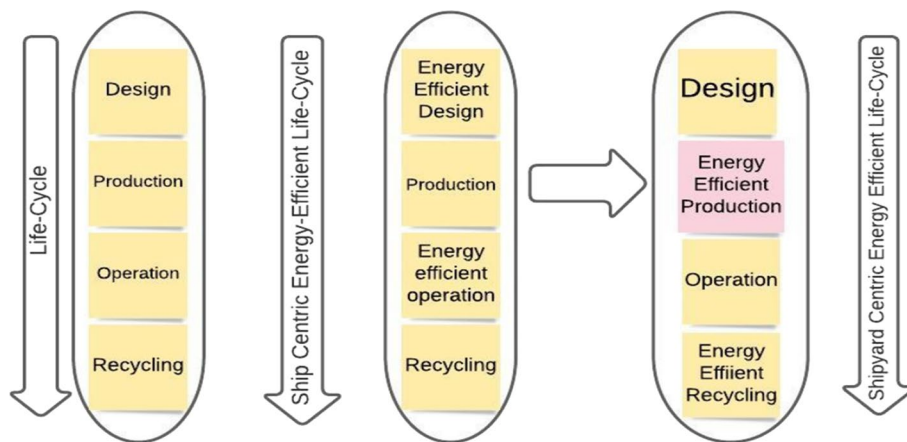 Life-Cycle
Design
Production
Operation
Recycling
Ship Centric Energy-Efficient Life-Cycle
Energy
Efficient
Design
Production
Energy
efficient
operation
Recycling
Design
Energy
Efficient
Production
Operation
Energy
Effiient
Recycling
Shipyard Centric Energy Efficient Life-Cycle